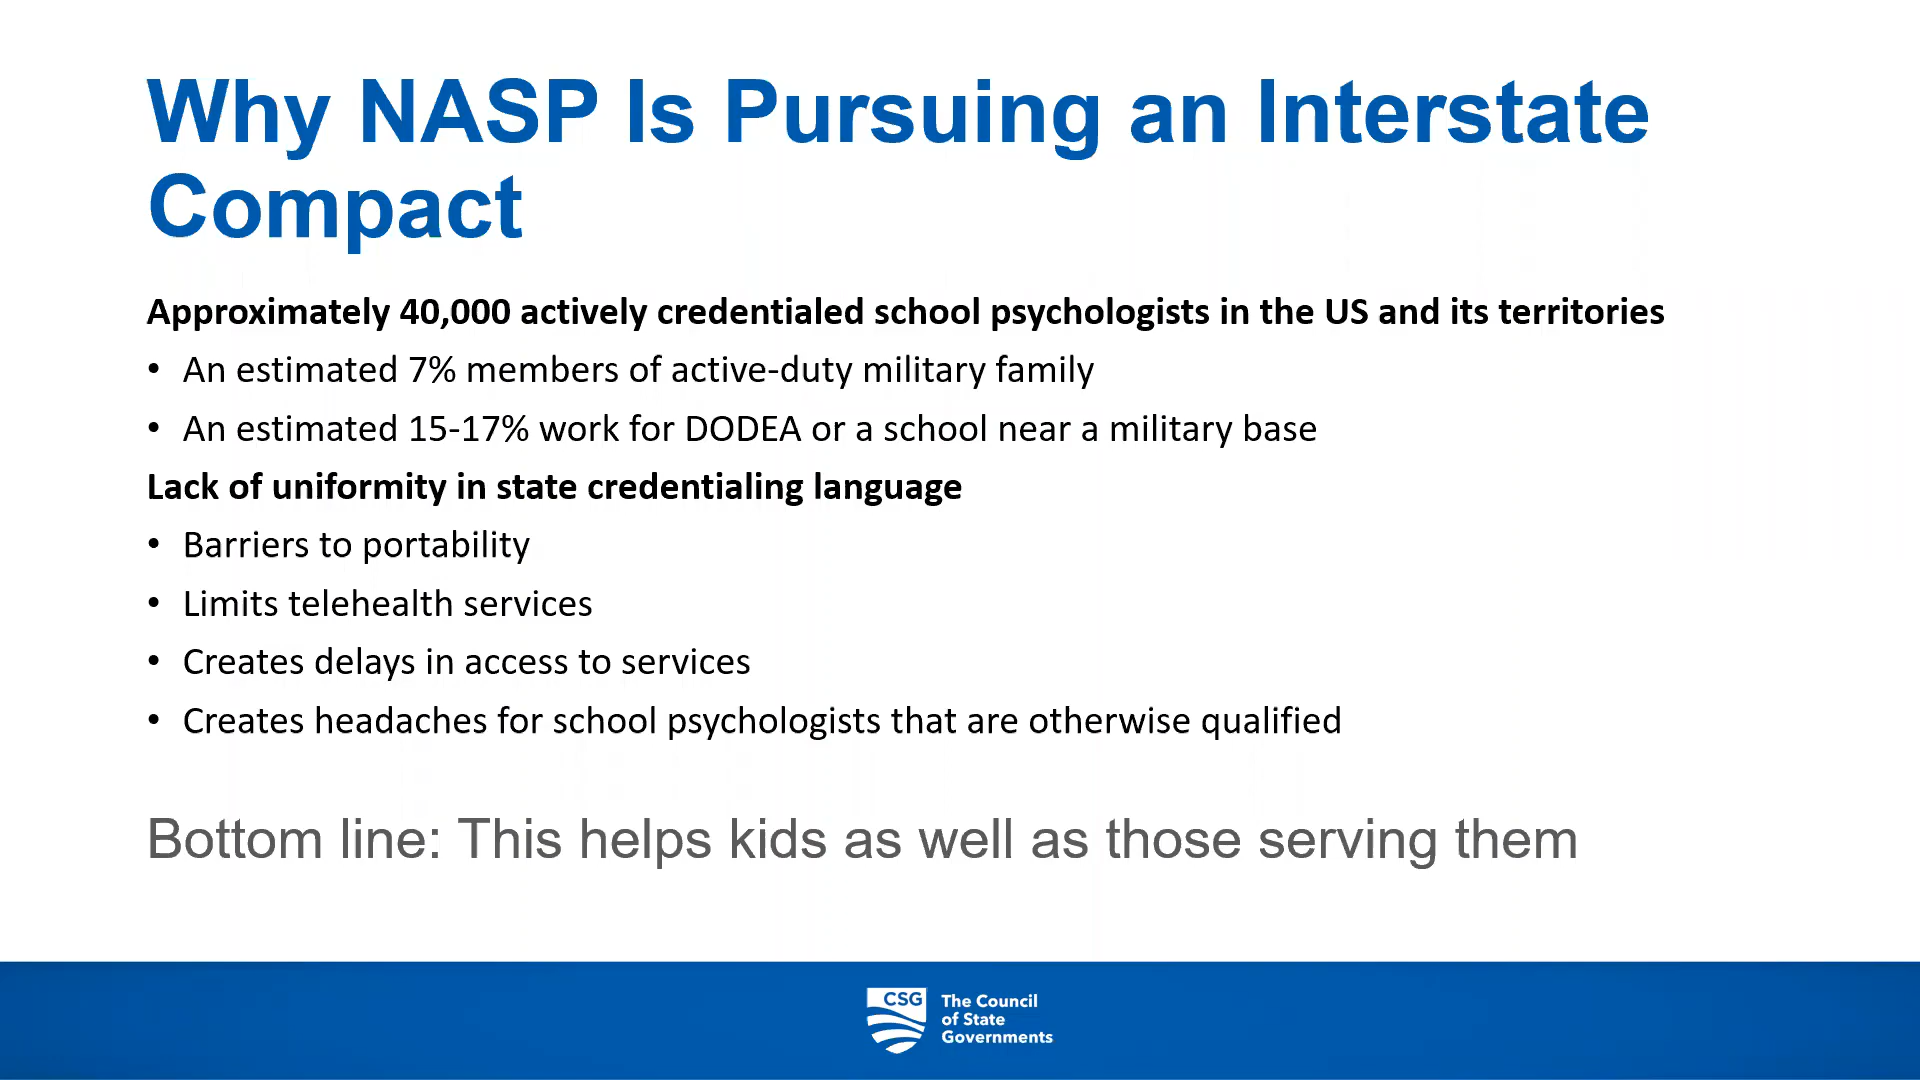 Why NASP Is Pursuing an Interstate
Compact
Approximately 40,000 actively credentialed school psychologists in the US and its territories
• An estimated 7% members of active-duty military family
• An estimated 15-17% work for DODEA or a school near a military base
Lack of uniformity in state credentialing language
• Barriers to portability
• Limits telehealth services
• Creates delays in access to services
• Creates headaches for school psychologists that are otherwise qualified
Bottom line: This helps kids as well as those serving them
CSG
The Council
of State
Governments